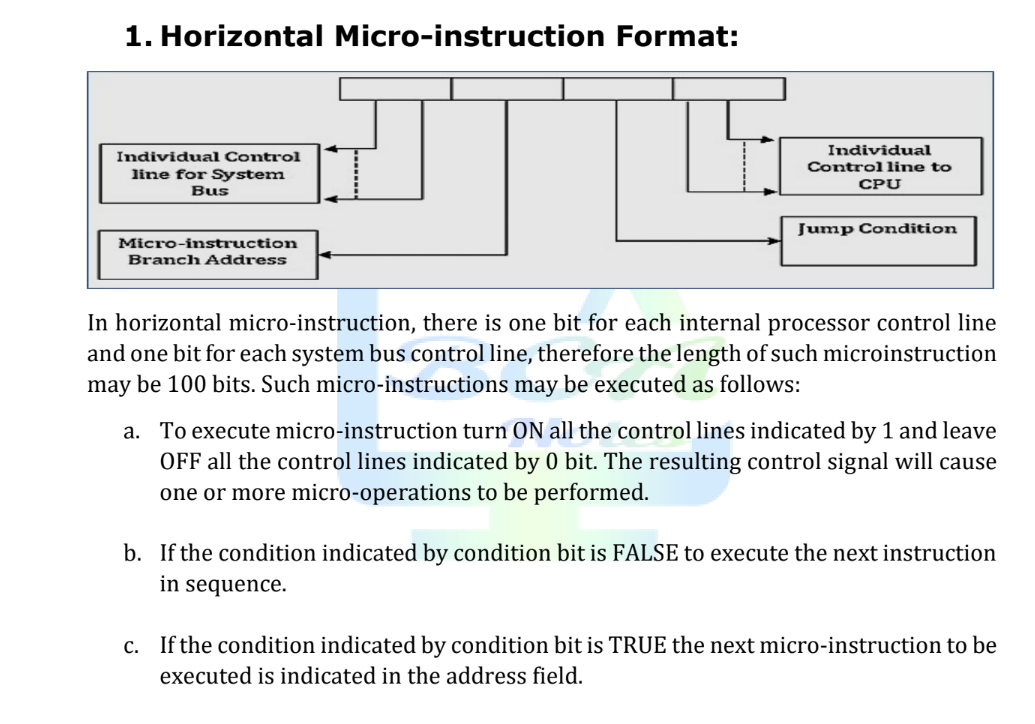 1. Horizontal Micro-instruction Format:
Individual Control
line for System
Bus
Individual
Control line to
CPU
Micro-instruction
Branch Address
Jump Condition
In horizontal micro-instruction, there is one bit for each internal processor control line
and one bit for each system bus control line, therefore the length of such microinstruction
may be 100 bits. Such micro-instructions may be executed as follows:
a. To execute micro-instruction turn ON all the control lines indicated by 1 and leave
OFF all the control lines indicated by 0 bit. The resulting control signal will cause
one or more micro-operations to be performed.
b. If the condition indicated by condition bit is FALSE to execute the next instruction
in sequence.
c. If the condition indicated by condition bit is TRUE the next micro-instruction to be
executed is indicated in the address field.
BCA
Notes